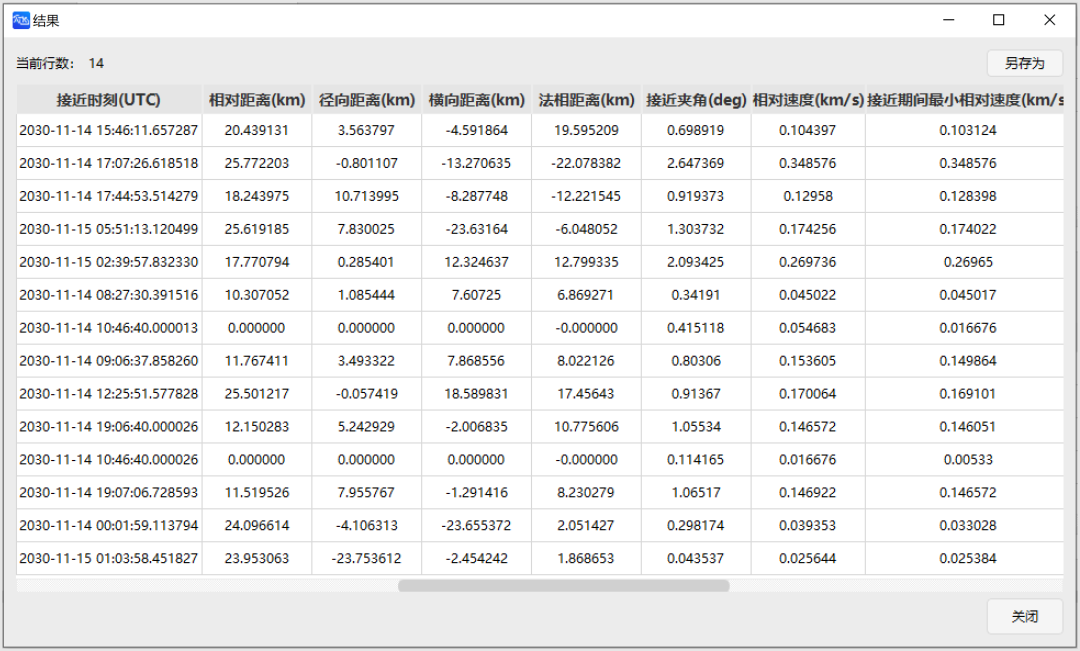 结果
当前行数： 14 另存为
接近时刻(UTC) 相对距离(km) 径向距离(km) 横向距离(km) 法相距离(km) 接近夹角(deg) 相对速度(km/s) 接近期间最小相对速度(km/s
2030-11-14 15:46:11.657287 20.439131 3.563797 -4.591864 19.595209 0.698919 0.104397 0.103124
2030-11-14 17:07:26.618518 25.772203 -0.801107 -13.270635 -22.078382 2.647369 0.348576 0.348576
2030-11-14 17:44:53.514279 18.243975 10.713995 -8.287748 -12.221545 0.919373 0.12958 0.128398
2030-11-15 05:51:13.120499 25.619185 7.830025 -23.63164 -6.048052 1.303732 0.174256 0.174022
2030-11-15 02:39:57.832330 17.770794 0.285401 12.324637 12.799335 2.093425 0.269736 0.26965
2030-11-14 08:27:30.391516 10.307052 1.085444 7.60725 6.869271 0.34191 0.045022 0.045017
2030-11-14 10:46:40.000013 0.000000 0.000000 0.000000 -0.000000 0.415118 0.054683 0.016676
2030-11-14 09:06:37.858260 11.767411 3.493322 7.868556 8.022126 0.80306 0.153605 0.149864
2030-11-14 12:25:51.577828 25.501217 -0.057419 18.589831 17.45643 0.91367 0.170064 0.169101
2030-11-14 19:06:40.000026 12.150283 5.242929 -2.006835 10.775606 1.05534 0.146572 0.146051
2030-11-14 10:46:40.000026 0.000000 0.000000 0.000000 -0.000000 0.114165 0.016676 0.00533
2030-11-14 19:07:06.728593 11.519526 7.955767 -1.291416 8.230279 1.06517 0.146922 0.146572
2030-11-14 00:01:59.113794 24.096614 -4.106313 -23.655372 2.051427 0.298174 0.039353 0.033028
2030-11-15 01:03:58.451827 23.953063 -23.753612 -2.454242 1.868653 0.043537 0.025644 0.025384
关闭